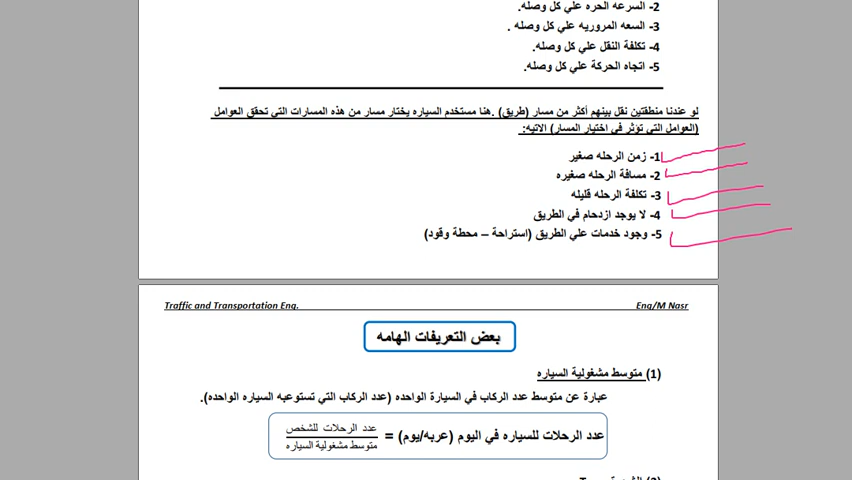 2- السرعه الحره علي كل وصله.
3- السعه المروريه علي كل وصله .
4- تكلفة النقل علي كل وصله.
5- اتجاه الحركة علي كل وصله.
لو عندنا منطقتين نقل بينهم أكثر من مسار (طريق) .هنا مستخدم السياره يختار مسار من هذه المسارات التي تحقق العوامل
(العوامل التي تؤثر في اختيار المسار) الاتيه:
1- زمن الرحله صغير
2- مسافة الرحله صغيره
3- تكلفة الرحله قليله
4- لا يوجد ازدحام في الطريق
5- وجود خدمات علي الطريق (استراحة – محطة وقود)
Traffic and Transportation Eng. Eng/M Nasr
بعض التعريفات الهامه
(1) متوسط مشغولية السياره
عبارة عن متوسط عدد الركاب في السيارة الواحده (عدد الركاب التي تستوعبه السياره الواحده).
عدد الرحلات للسياره في اليوم (عربه/يوم) = عدد الرحلات للشخص
متوسط مشغولية السياره